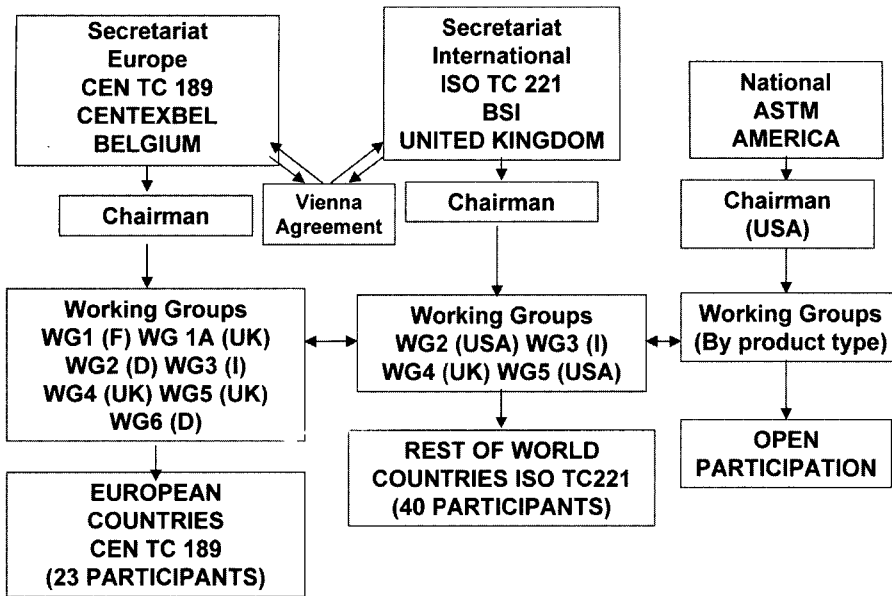 Secretariat
Europe
CEN TC 189
CENTEXBEL
BELGIUM
Secretariat
International
ISO TC 221
BSI
UNITED KINGDOM
National
ASTM
AMERICA
Chairman
Vienna
Agreement
Chairman
Chairman
(USA)
Working Groups
WG1 (F) WG 1A (UK)
WG2 (D) WG3 (I)
WG4 (UK) WG5 (UK)
WG6 (D)
Working Groups
WG2 (USA) WG3 (I)
WG4 (UK) WG5 (USA)
Working Groups
(By product type)
EUROPEAN
COUNTRIES
CEN TC 189
(23 PARTICIPANTS)
REST OF WORLD
COUNTRIES ISO TC221
(40 PARTICIPANTS)
OPEN
PARTICIPATION